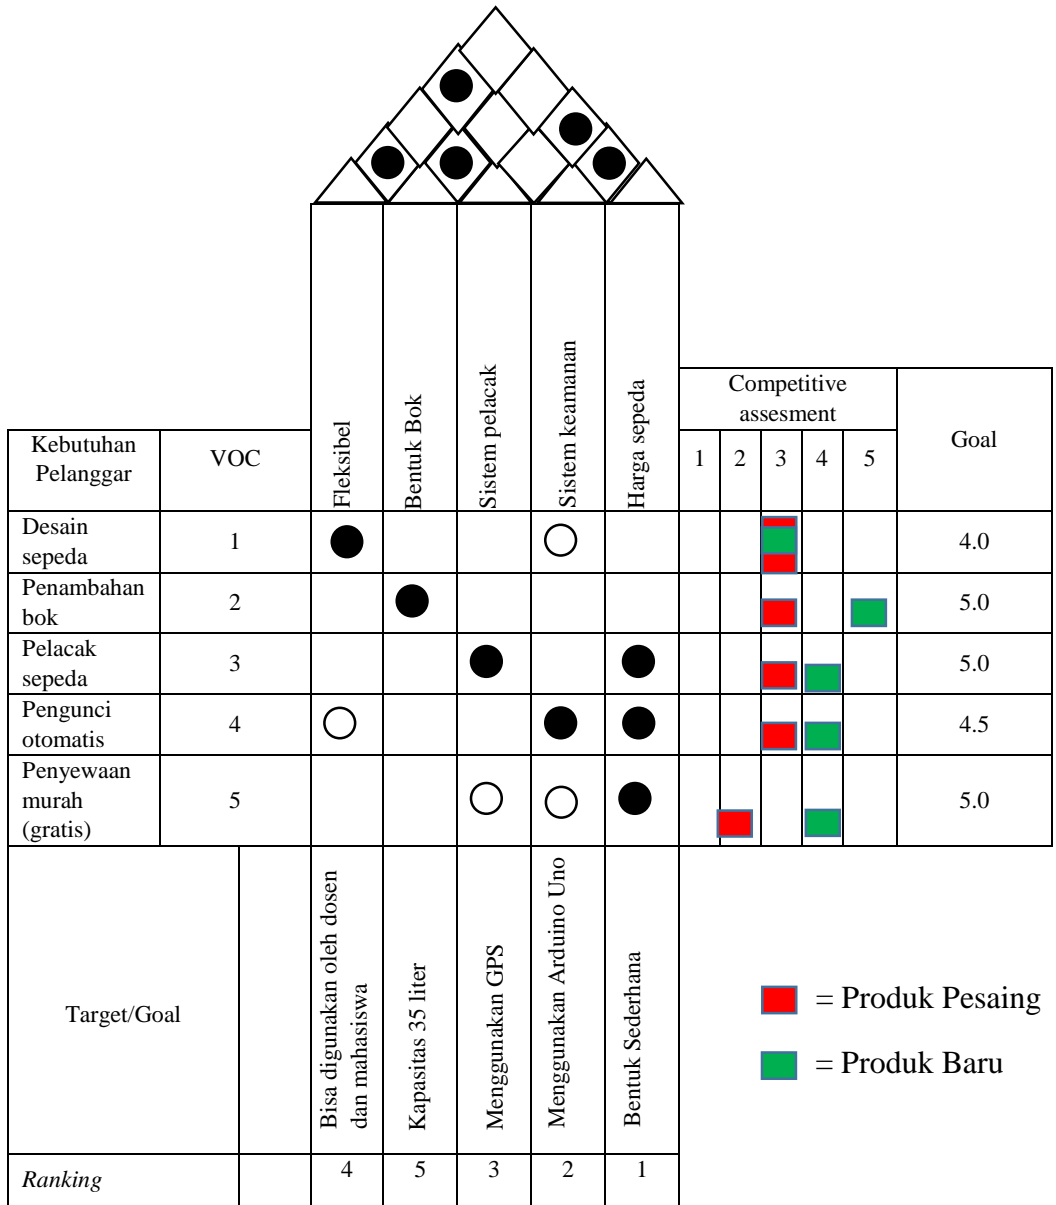 Fleksibel
Bentuk Bok
Sistem pelacak
Sistem keamanan
Harga sepeda
Competitive
assesment
Goal
Kebutuhan
Pelanggar
VOC
1 2 3 4 5
Desain
sepeda
1
4.0
Penambahan
bok
2
5.0
Pelacak
sepeda
3
5.0
Pengunci
otomatis
4
4.5
Penyewaan
murah
(gratis)
5
5.0
Target/Goal
Bisa digunakan oleh dosen
dan mahasiswa
Kapasitas 35 liter
Menggunakan GPS
Menggunakan Arduino Uno
Bentuk Sederhana
= Produk Pesaing
= Produk Baru
Ranking
4 5 3 2 1